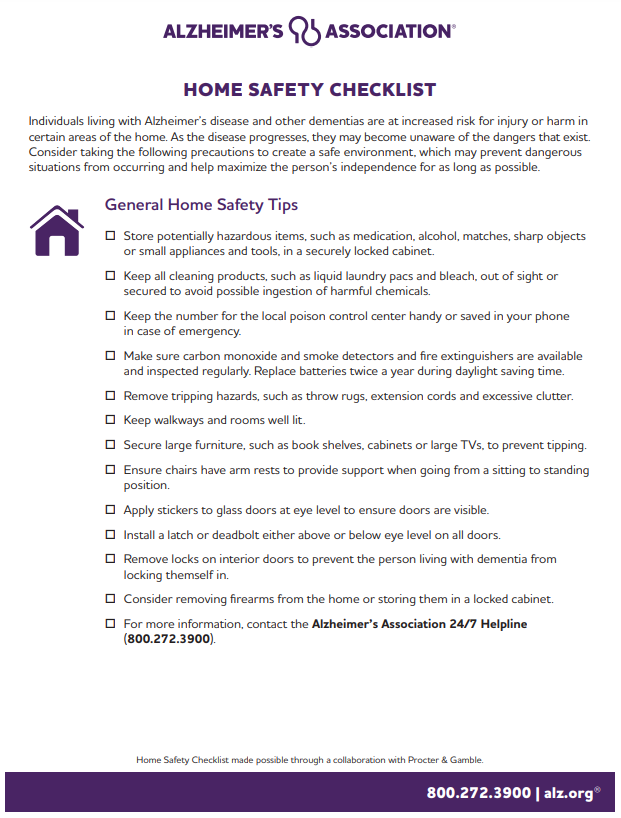 ALZHEIMER'S ASSOCIATION®
HOME SAFETY CHECKLIST
Individuals living with Alzheimer's disease and other dementias are at increased risk for injury or harm in
certain areas of the home. As the disease progresses, they may become unaware of the dangers that exist.
Consider taking the following precautions to create a safe environment, which may prevent dangerous
situations from occurring and help maximize the person's independence for as long as possible.
General Home Safety Tips
Store potentially hazardous items, such as medication, alcohol, matches, sharp objects
or small appliances and tools, in a securely locked cabinet.
Keep all cleaning products, such as liquid laundry pacs and bleach, out of sight or
secured to avoid possible ingestion of harmful chemicals.
Keep the number for the local poison control center handy or saved in your phone
in case of emergency.
Make sure carbon monoxide and smoke detectors and fire extinguishers are available
and inspected regularly. Replace batteries twice a year during daylight saving time.
Remove tripping hazards, such as throw rugs, extension cords and excessive clutter.
Keep walkways and rooms well lit.
Secure large furniture, such as book shelves, cabinets or large TVs, to prevent tipping.
Ensure chairs have arm rests to provide support when going from a sitting to standing
position.
Apply stickers to glass doors at eye level to ensure doors are visible.
Install a latch or deadbolt either above or below eye level on all doors.
Remove locks on interior doors to prevent the person living with dementia from
locking themself in.
Consider removing firearms from the home or storing them in a locked cabinet.
For more information, contact the Alzheimer's Association 24/7 Helpline
(800.272.3900).
Home Safety Checklist made possible through a collaboration with Procter & Gamble.
800.272.3900 | alz.org®